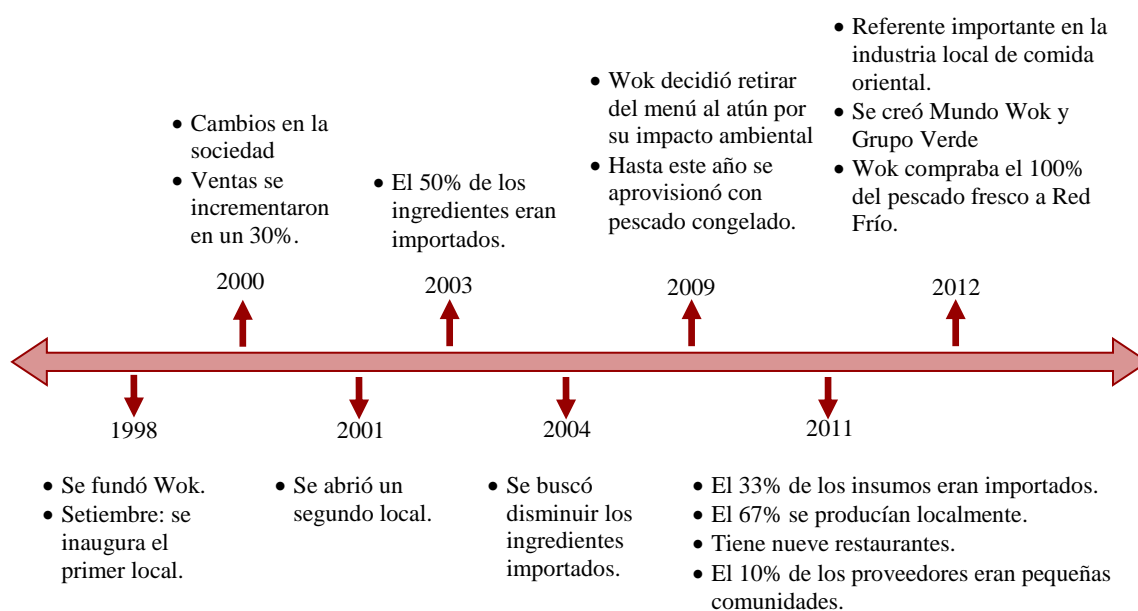 • Cambios en la
sociedad
• Ventas se
incrementaron
en un 30%.
2000
• El 50% de los
ingredientes eran
importados.
2003
• Wok decidió retirar
del menú al atún por
su impacto ambiental
• Hasta este año se
aprovisionó con
pescado congelado.
2009
• Referente importante en la
industria local de comida
oriental.
• Se creó Mundo Wok y
Grupo Verde
• Wok compraba el 100%
del pescado fresco a Red
Frío.
2012
1998
• Se fundó Wok.
• Setiembre: se
inaugura el
primer local.
2001
• Se abrió un
segundo local.
2004
• Se buscó
disminuir los
ingredientes
importados.
2011
• El 33% de los insumos eran importados.
• El 67% se producían localmente.
• Tiene nueve restaurantes.
• El 10% de los proveedores eran pequeñas
comunidades.